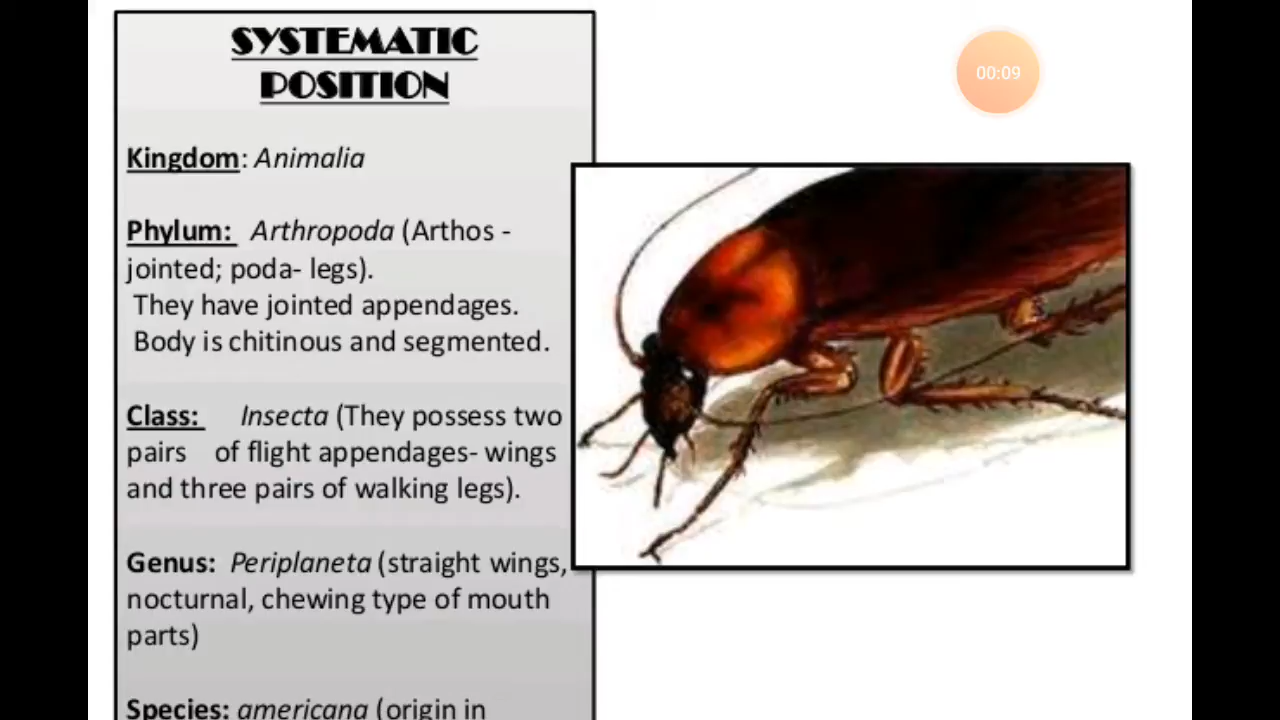 SYSTEMATIC
POSITION
00:09
Kingdom: Animalia
Phylum: Arthropoda (Arthos -
jointed; poda- legs).
They have jointed appendages.
Body is chitinous and segmented.
Class: Insecta (They possess two
pairs of flight appendages- wings
and three pairs of walking legs).
Genus: Periplaneta (straight wings,
nocturnal, chewing type of mouth
parts)
Species: americana (origin in